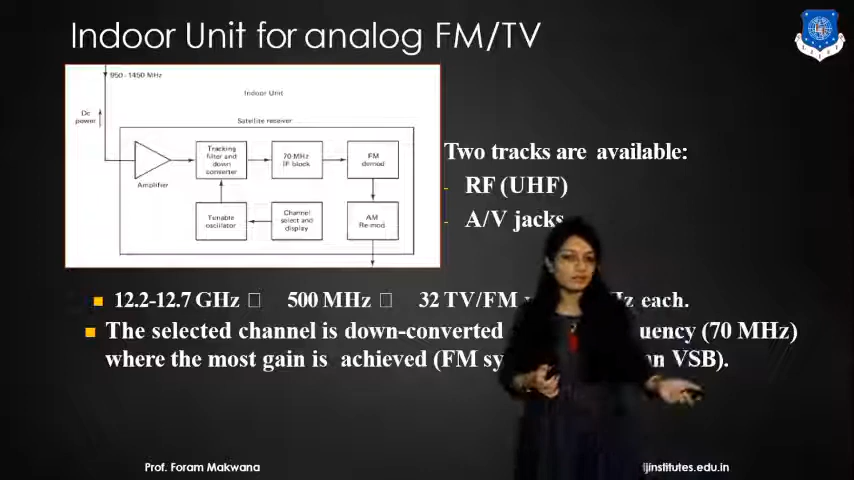 Indoor Unit for analog FM/TV
950-1450 MHz
Indoor Unit
Dc
power
Satellite receiver
Tracking
filter and
down
converter
70 MHz
IF block
FM
demod
Amplifier
Tunable
oscillator
Channel
select and
display
AM
Re-mod
Two tracks are available:
- RF (UHF)
- A/V jacks
12.2-12.7 GHz 500 MHz 32 TV/FM each.
The selected channel is down-converted (70 MHz)
where the most gain is achieved (FM VSB).
Prof. Foram Makwana
ljinstitutes.edu.in